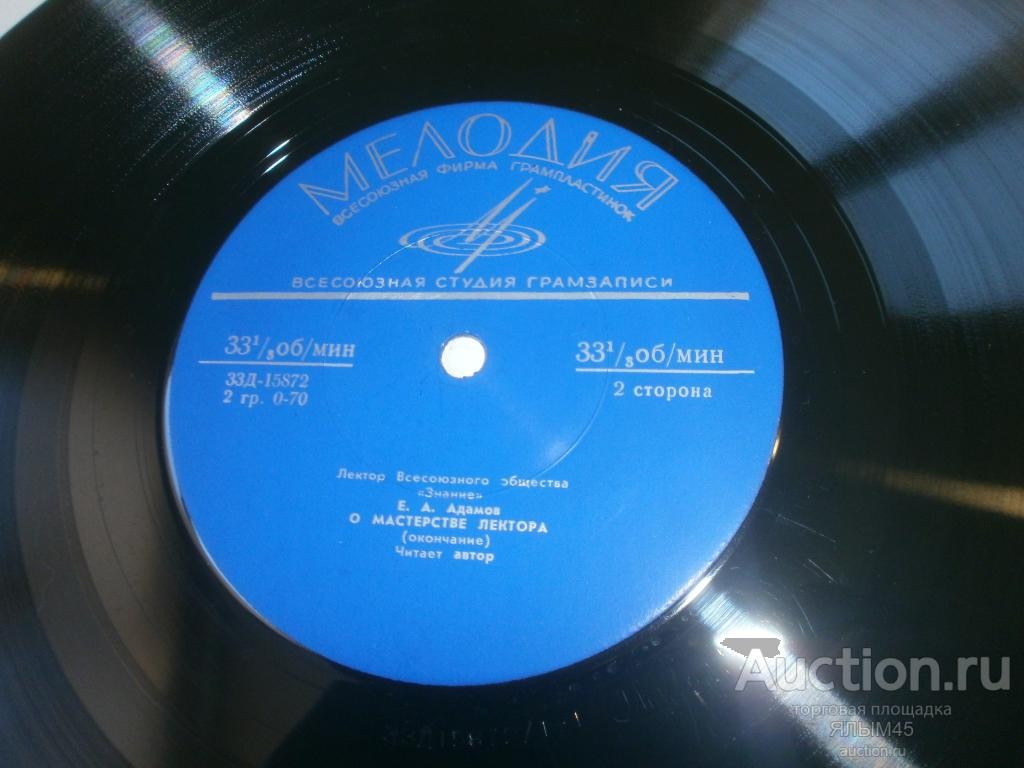 МЕЛОДИЯ
ВСЕСОЮЗНАЯ ФИРМА ГРАМПЛАСТИНОК
ВСЕСОЮЗНАЯ СТУДИЯ ГРАМЗАПИСИ
33¹/₃об/мин
33Д-15872
2 гр. 0-70
33¹/₃об/мин
2 сторона
Лектор Всесоюзного общества
«Знание»
Е. А. Адамов
О МАСТЕРСТВЕ ЛЕКТОРА
(окончание)
Читает автор
Auction.ru
торговая площадка
ЯЛЫМ45
auction.ru